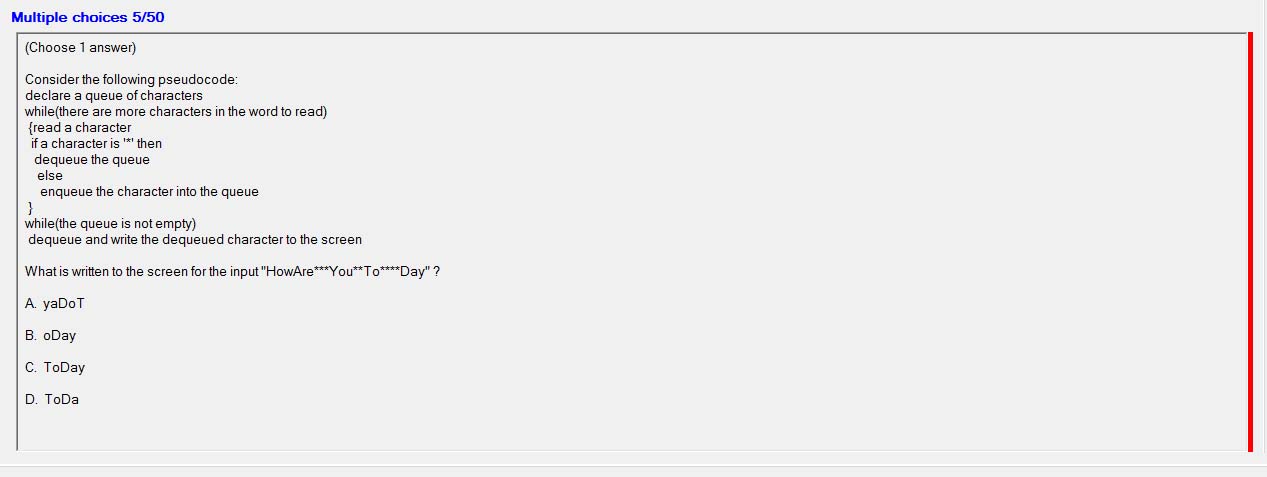 Multiple choices 5/50
(Choose 1 answer)
Consider the following pseudocode:
declare a queue of characters
while(there are more characters in the word to read)
{read a character
if a character is '*' then
dequeue the queue
else
enqueue the character into the queue
}
while(the queue is not empty)
dequeue and write the dequeued character to the screen
What is written to the screen for the input "HowAre***You**To****Day" ?
A. yaDoT
B. oDay
C. ToDay
D. ToDa